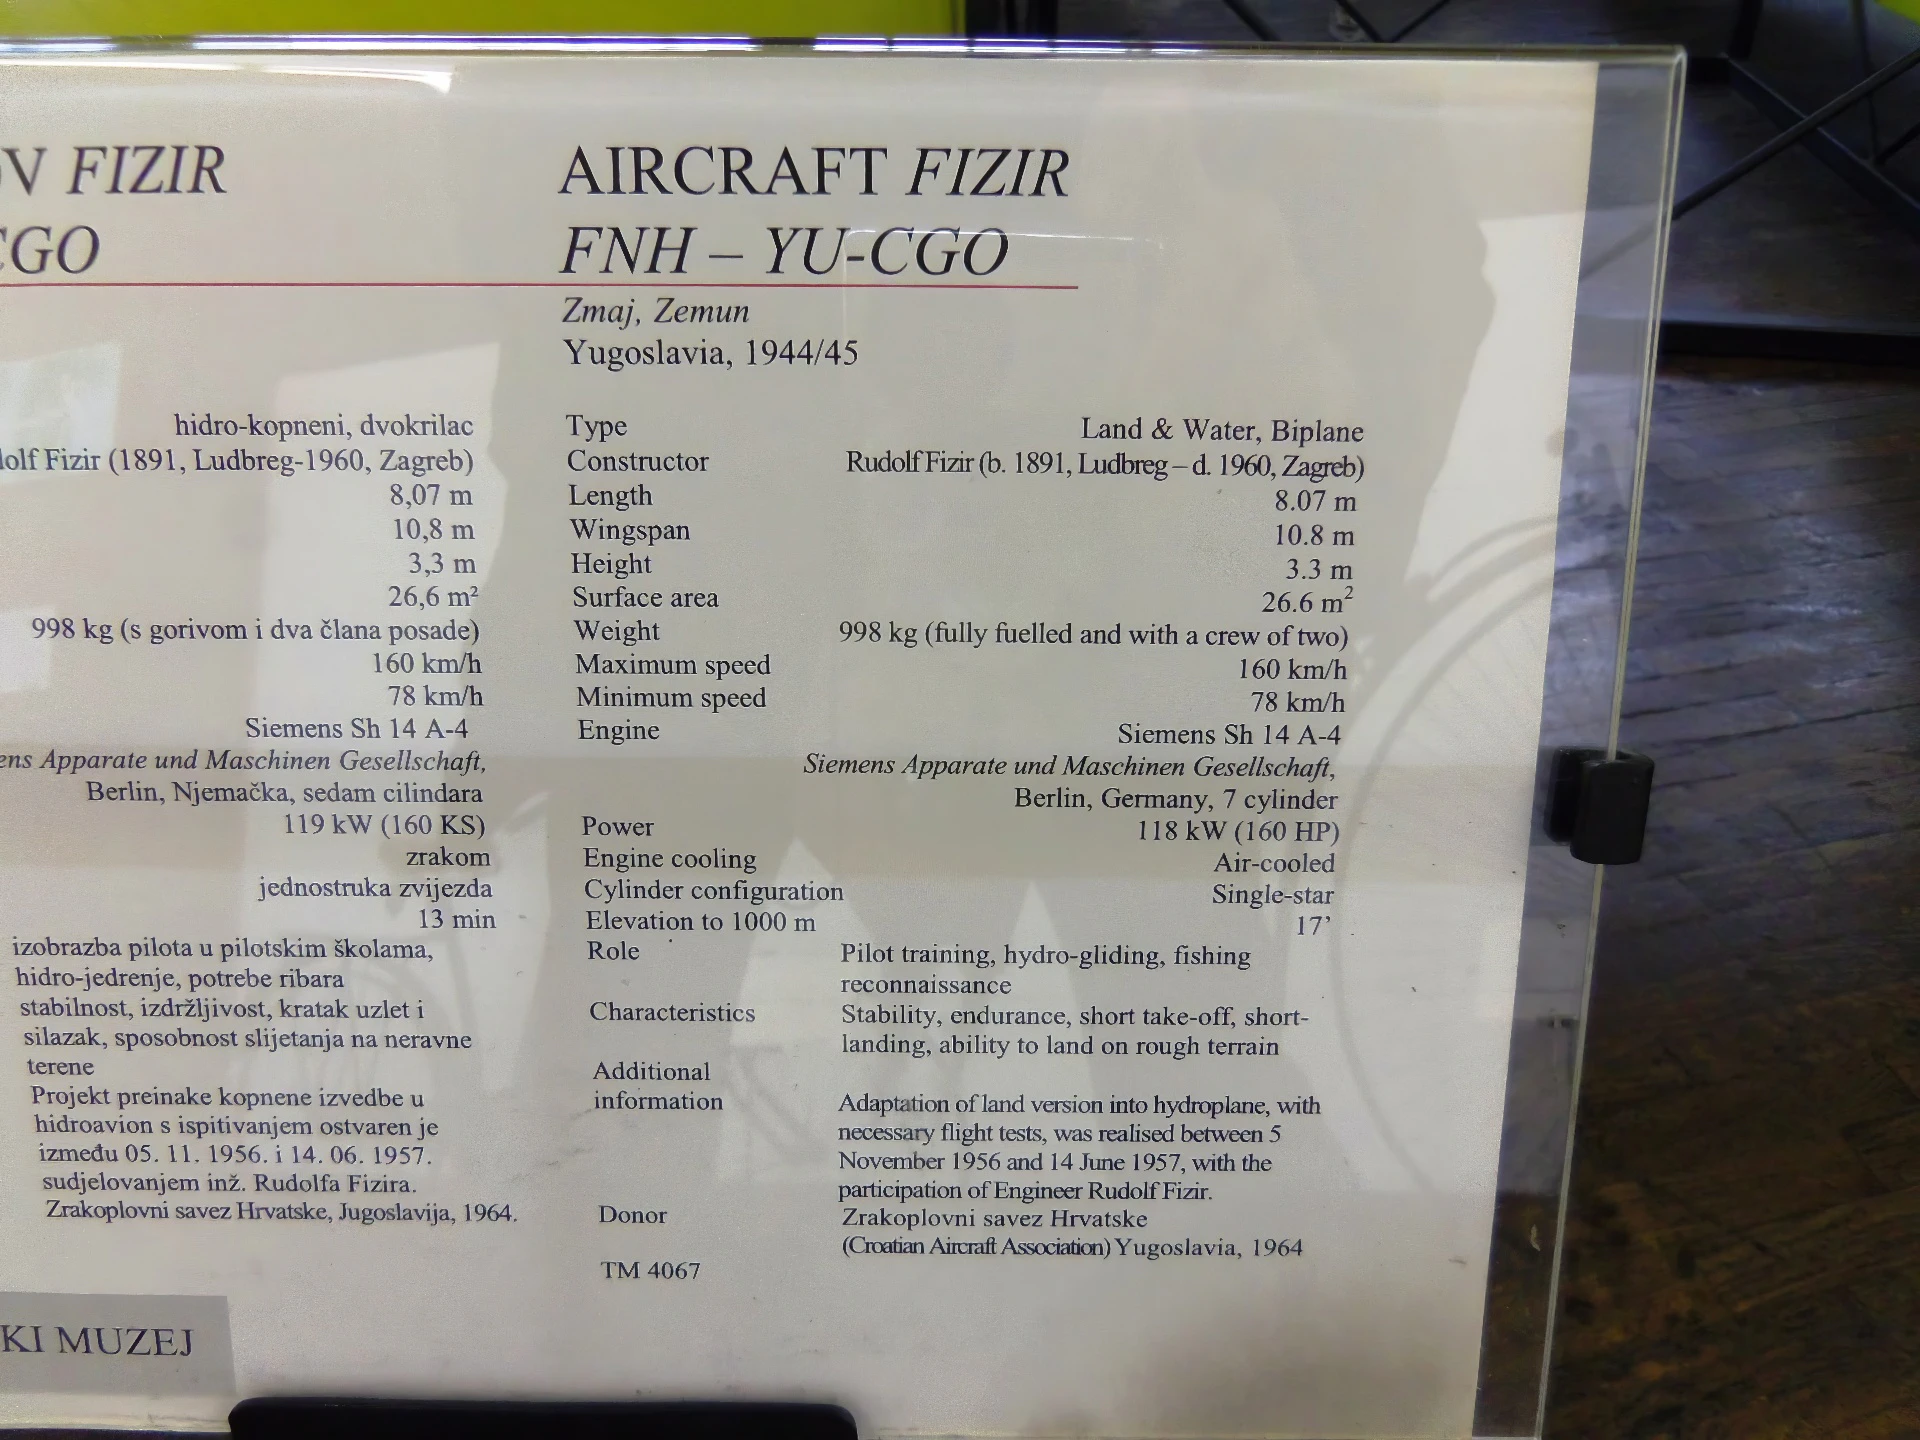 FIZIR
CGO
hidro-kopneni, dvokrilac
Fizir (1891, Ludbreg-1960, Zagreb)
8,07 m
10,8 m
3,3 m
26,6 m²
998 kg (s gorivom i dva člana posade)
160 km/h
78 km/h
Siemens Sh 14 A-4
Apparate und Maschinen Gesellschaft,
Berlin, Njemačka, sedam cilindara
119 kW (160 KS)
zrakom
jednostruka zvijezda
13 min
izobrazba pilota u pilotskim školama,
hidro-jedrenje, potrebe ribara
stabilnost, izdržljivost, kratak uzlet i
silazak, sposobnost slijetanja na neravne
terene
Projekt preinake kopnene izvedbe u
hidroavion s ispitivanjem ostvaren je
između 05. 11. 1956. i 14. 06. 1957.
sudjelovanjem inž. Rudolfa Fizira.
Zrakoplovni savez Hrvatske, Jugoslavija, 1964.
KI MUZEJ
AIRCRAFT FIZIR
FNH – YU-CGO
Zmaj, Zemun
Yugoslavia, 1944/45
Type Land & Water, Biplane
Constructor Rudolf Fizir (b. 1891, Ludbreg – d. 1960, Zagreb)
Length 8.07 m
Wingspan 10.8 m
Height 3.3 m
Surface area 26.6 m²
Weight 998 kg (fully fuelled and with a crew of two)
Maximum speed 160 km/h
Minimum speed 78 km/h
Engine Siemens Sh 14 A-4
Siemens Apparate und Maschinen Gesellschaft,
Berlin, Germany, 7 cylinder
Power 118 kW (160 HP)
Engine cooling Air-cooled
Cylinder configuration Single-star
Elevation to 1000 m 17’
Role Pilot training, hydro-gliding, fishing
reconnaissance
Characteristics Stability, endurance, short take-off, short-
landing, ability to land on rough terrain
Additional
information Adaptation of land version into hydroplane, with
necessary flight tests, was realised between 5
November 1956 and 14 June 1957, with the
participation of Engineer Rudolf Fizir.
Donor Zrakoplovni savez Hrvatske
(Croatian Aircraft Association) Yugoslavia, 1964
TM 4067